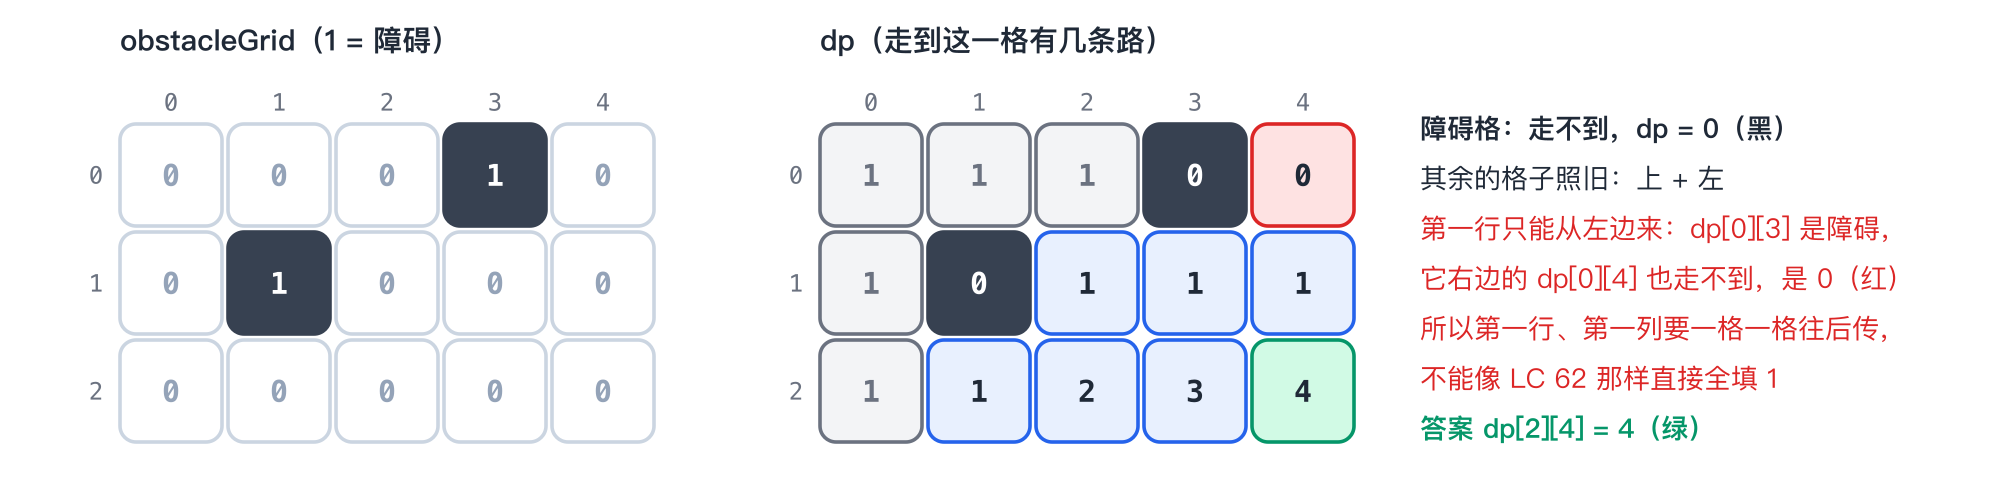 obstacleGrid（1 = 障碍）
0 1 2 3 4
0 0 0 0 1 0
1 0 1 0 0 0
2 0 0 0 0 0
dp（走到这一格有几条路）
0 1 2 3 4
0 1 1 1 0 0
1 1 0 1 1 1
2 1 1 2 3 4
障碍格：走不到，dp = 0（黑）
其余的格子照旧：上 + 左
第一行只能从左边来：dp[0][3] 是障碍，
它右边的 dp[0][4] 也走不到，是 0（红）
所以第一行、第一列要一格一格往后传，
不能像 LC 62 那样直接全填 1
答案 dp[2][4] = 4（绿）